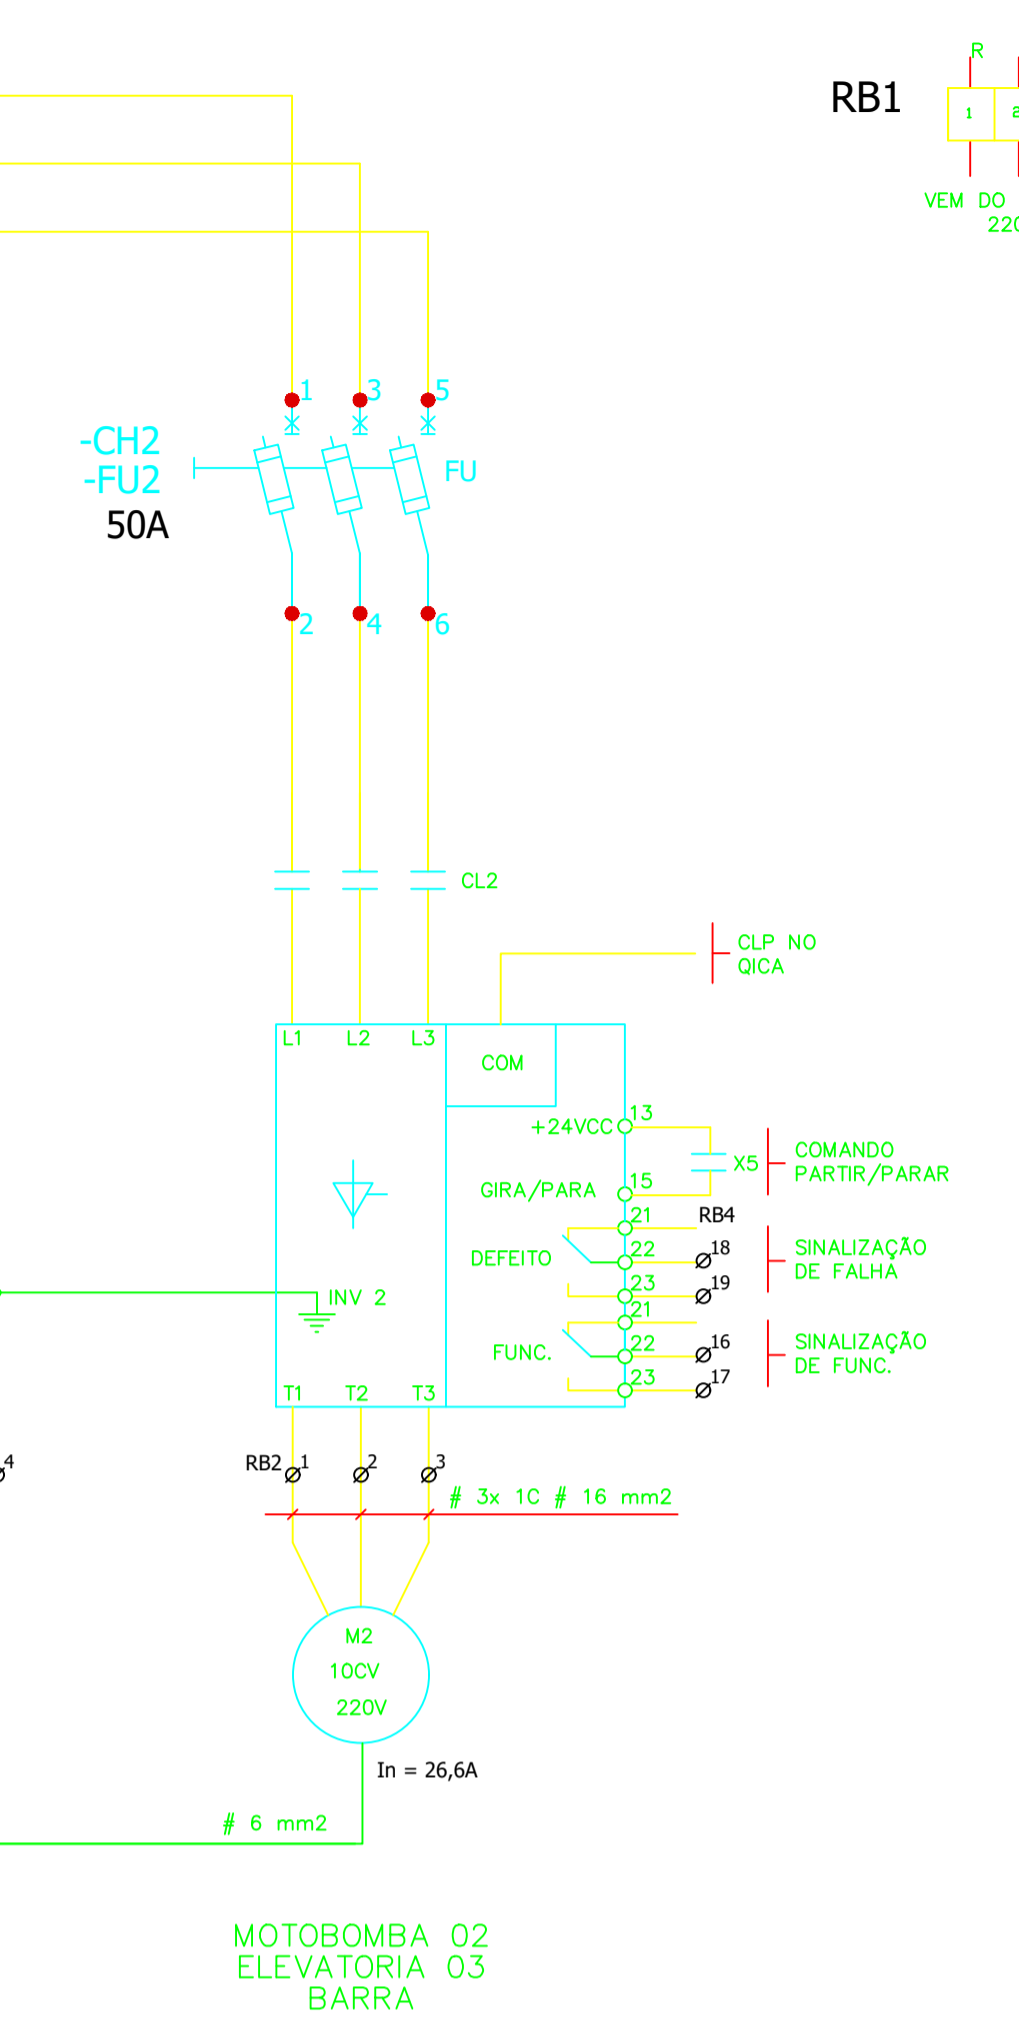 R
RB1
1
2
VEM DO
220
1
3
5
-CH2
-FU2
FU
50A
2
4
6
CL2
CLP NO
QICA
L1
L2
L3
COM
13
+24VCC
COMANDO
X5
PARTIR/PARAR
15
GIRA/PARA
21
RB4
22
18
SINALIZAÇÃO
DEFEITO
DE FALHA
23
19
INV 2
21
22
16
SINALIZAÇÃO
FUNC.
DE FUNC.
23
17
T1
T2
T3
4
RB2
1
2
3
# 3x 1C # 16 mm2
M2
10CV
220V
In = 26,6A
# 6 mm2
MOTOBOMBA 02
ELEVATORIA 03
BARRA